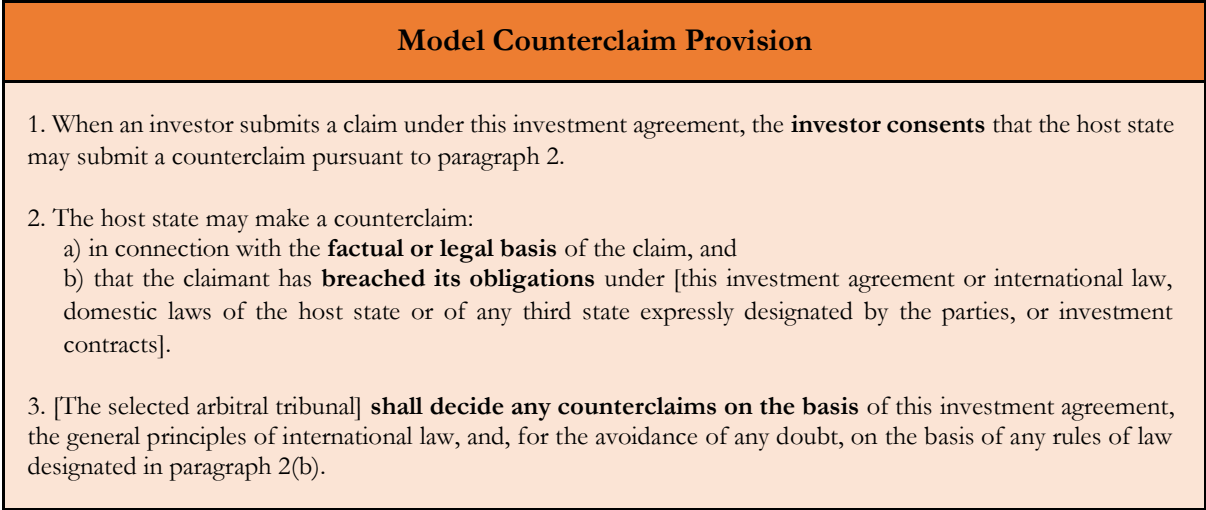 Model Counterclaim Provision
1. When an investor submits a claim under this investment agreement, the investor consents that the host state
may submit a counterclaim pursuant to paragraph 2.
2. The host state may make a counterclaim:
a) in connection with the factual or legal basis of the claim, and
b) that the claimant has breached its obligations under [this investment agreement or international law,
domestic laws of the host state or of any third state expressly designated by the parties, or investment
contracts].
3. [The selected arbitral tribunal] shall decide any counterclaims on the basis of this investment agreement,
the general principles of international law, and, for the avoidance of any doubt, on the basis of any rules of law
designated in paragraph 2(b).